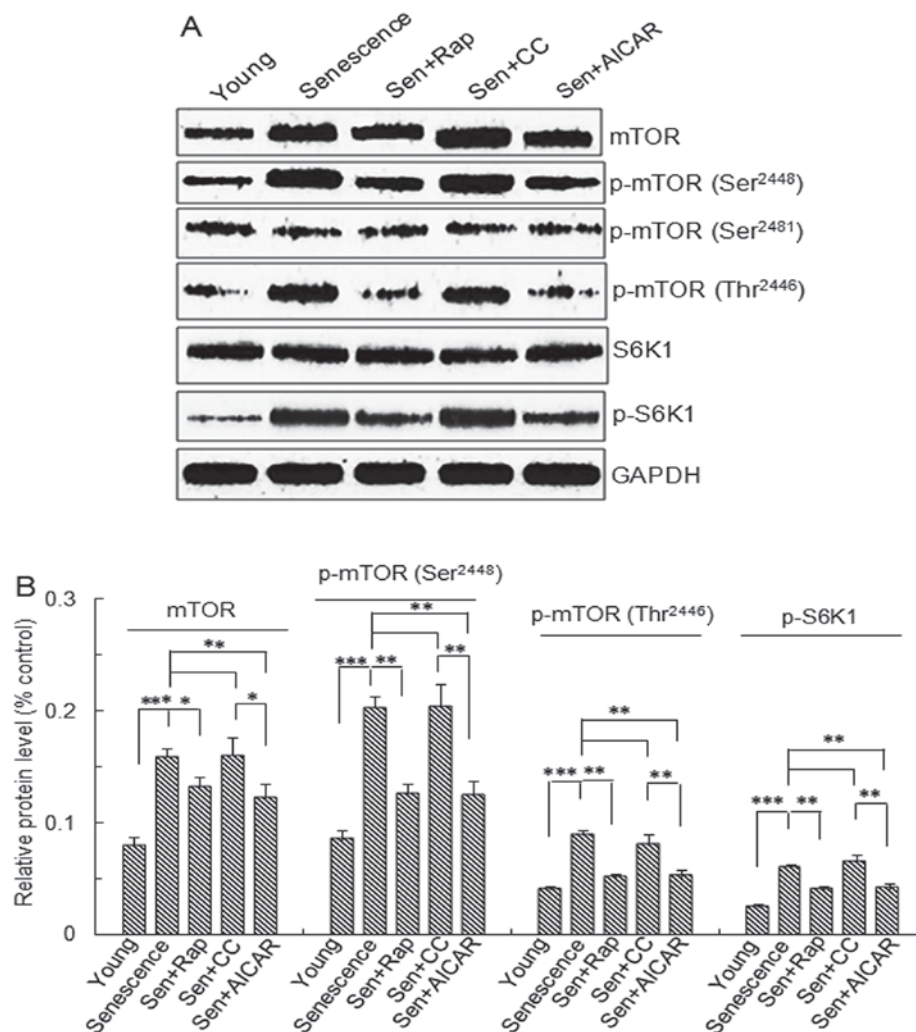 A
Young Senescence Sen+Rap Sen+CC Sen+AICAR
mTOR
p-mTOR (Ser2448)
p-mTOR (Ser2481)
p-mTOR (Thr2446)
S6K1
p-S6K1
GAPDH
B
Relative protein level (% control)
0.3
0.2
0.1
0
mTOR
*** * ** *
p-mTOR (Ser2448)
*** ** ** **
p-mTOR (Thr2446)
*** ** ** **
p-S6K1
*** ** ** **
Young Senescence Sen+Rap Sen+CC Sen+AICAR
Young Senescence Sen+Rap Sen+CC Sen+AICAR
Young Senescence Sen+Rap Sen+CC Sen+AICAR
Young Senescence Sen+Rap Sen+CC Sen+AICAR